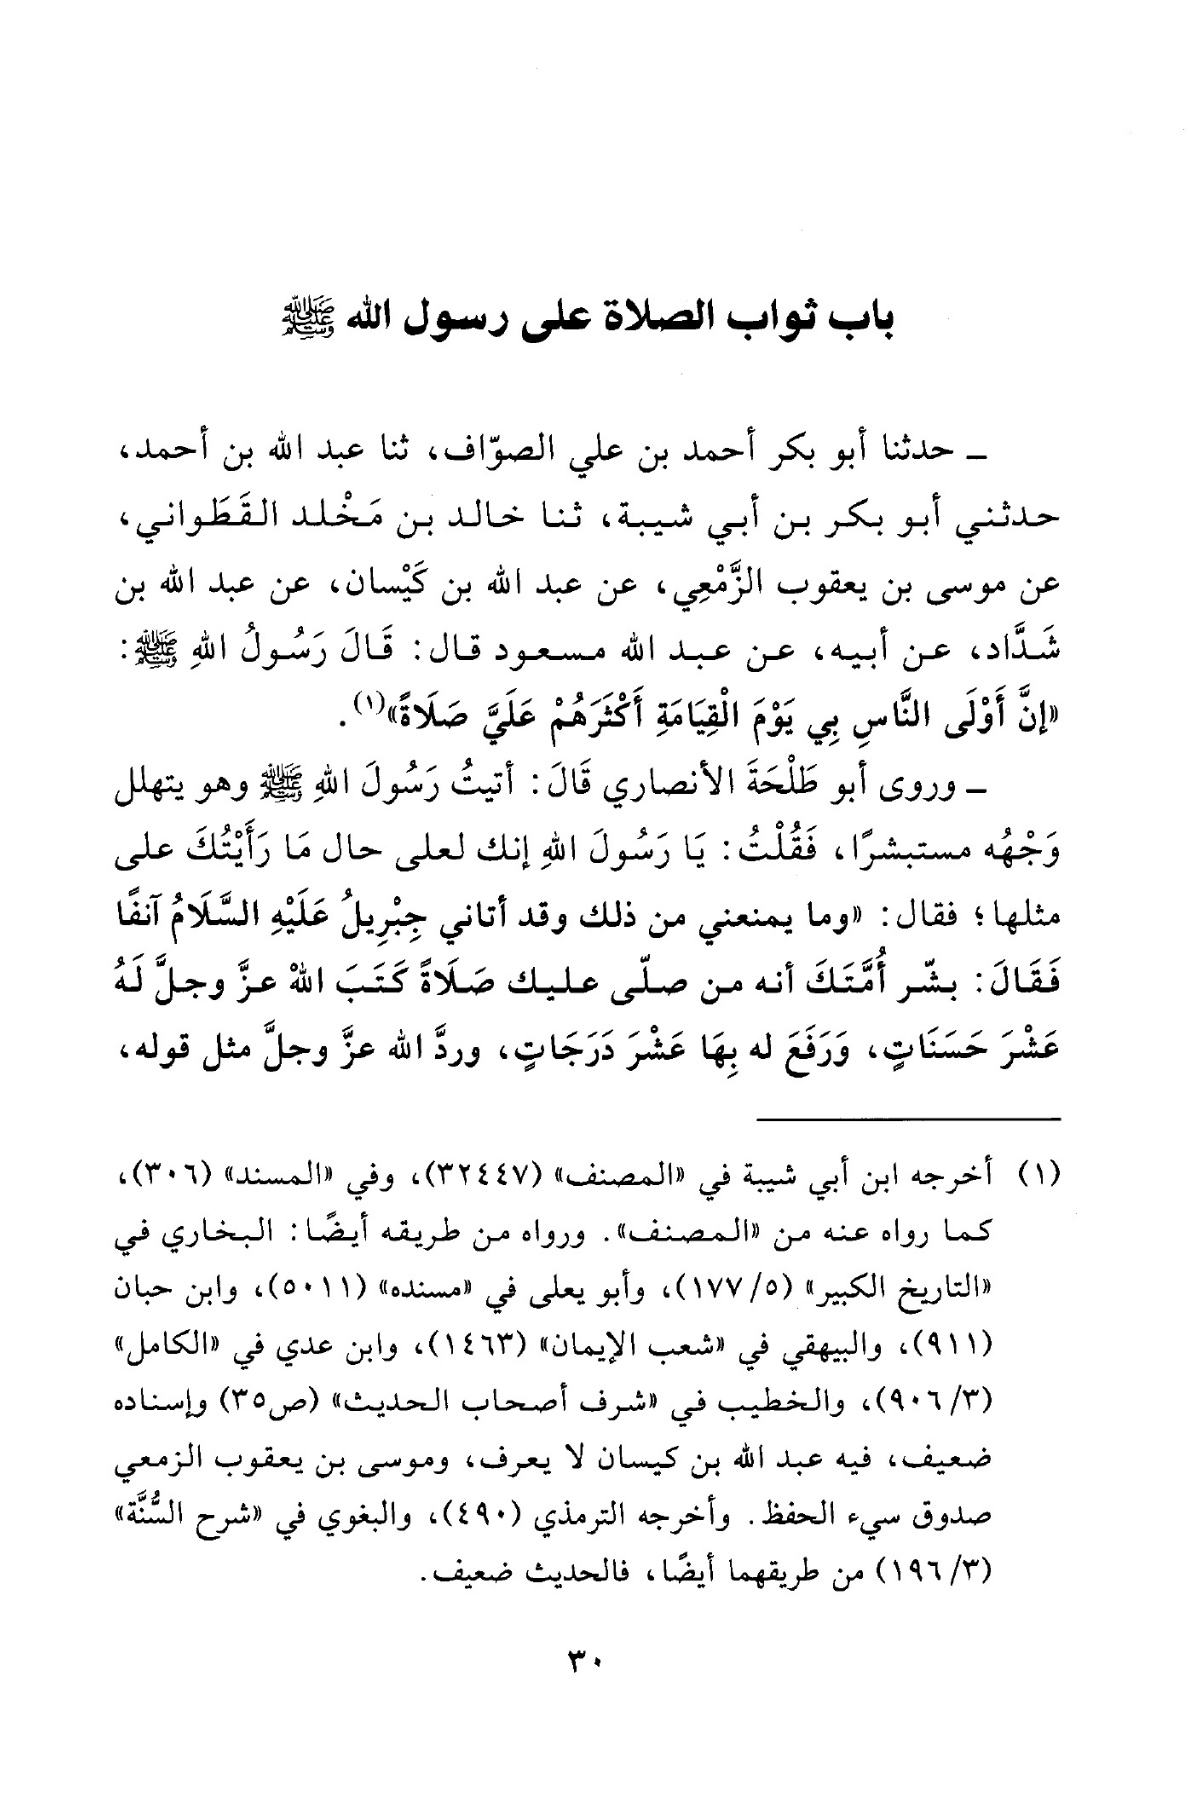 باب ثواب الصلاة على رسول الله ﷺ
ـ حدثنا أبو بكر أحمد بن علي الصوّاف، ثنا عبد الله بن أحمد،
حدثني أبو بكر بن أبي شيبة، ثنا خالد بن مَخْلد القَطَواني،
عن موسى بن يعقوب الزَّمْعِي، عن عبد الله بن كَيْسان، عن عبد الله بن
شَدَّاد، عن أبيه، عن عبد الله مسعود قال: قَالَ رَسُولُ اللهِ ﷺ:
«إنَّ أَوْلَى النَّاسِ بِي يَوْمَ الْقِيَامَةِ أَكْثَرَهُمْ عَلَيَّ صَلَاةً»(١).
ـ وروى أبو طَلْحَةَ الأنصاري قَالَ: أتيتُ رَسُولَ اللهِ ﷺ وهو يتهلل
وَجْهُه مستبشرًا، فَقُلْتُ: يَا رَسُولَ اللهِ إنك لعلى حال مَا رَأَيْتُكَ على
مثلها؛ فقال: «وما يمنعني من ذلك وقد أتاني جِبْرِيلُ عَلَيْهِ السَّلَامُ آنفًا
فَقَالَ: بشّر أُمَّتَكَ أنه من صلّى عليك صَلَاةً كَتَبَ اللهُ عزَّ وجلَّ لَهُ
عَشْرَ حَسَنَاتٍ، وَرَفَعَ له بِهَا عَشْرَ دَرَجَاتٍ، وردَّ الله عزَّ وجلَّ مثل قوله،
(١) أخرجه ابن أبي شيبة في «المصنف» (٣٢٤٤٧)، وفي «المسند» (٣٠٦)،
كما رواه عنه من «المصنف». ورواه من طريقه أيضًا: البخاري في
«التاريخ الكبير» (١٧٧/٥)، وأبو يعلى في «مسنده» (٥٠١١)، وابن حبان
(٩١١)، والبيهقي في «شعب الإيمان» (١٤٦٣)، وابن عدي في «الكامل»
(٩٠٦/٣)، والخطيب في «شرف أصحاب الحديث» (ص٣٥) وإسناده
ضعيف، فيه عبد الله بن كيسان لا يعرف، وموسى بن يعقوب الزمعي
صدوق سيء الحفظ. وأخرجه الترمذي (٤٩٠)، والبغوي في «شرح السُّنَّة»
(١٩٦/٣) من طريقهما أيضًا، فالحديث ضعيف.
٣٠